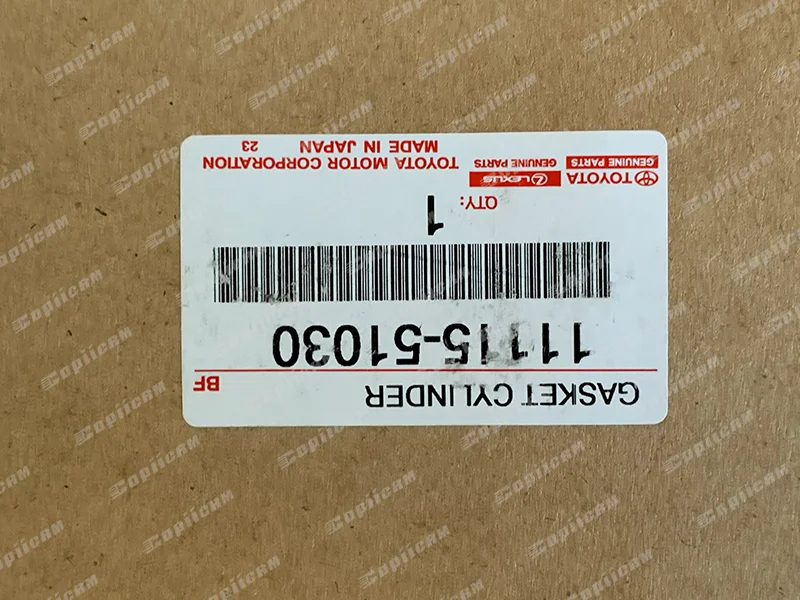 GASKET CYLINDER
BF
11115-51030
QTY: 1
TOYOTA LEXUS
GENUINE PARTS GENUINE PARTS
TOYOTA MOTOR CORPORATION
MADE IN JAPAN 23
Copiicam